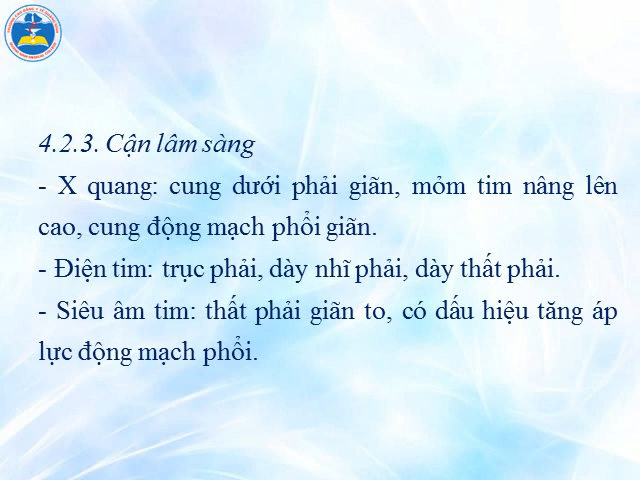 4.2.3. Cận lâm sàng
- X quang: cung dưới phải giãn, mỏm tim nâng lên
cao, cung động mạch phổi giãn.
- Điện tim: trục phải, dày nhĩ phải, dày thất phải.
- Siêu âm tim: thất phải giãn to, có dấu hiệu tăng áp
lực động mạch phổi.